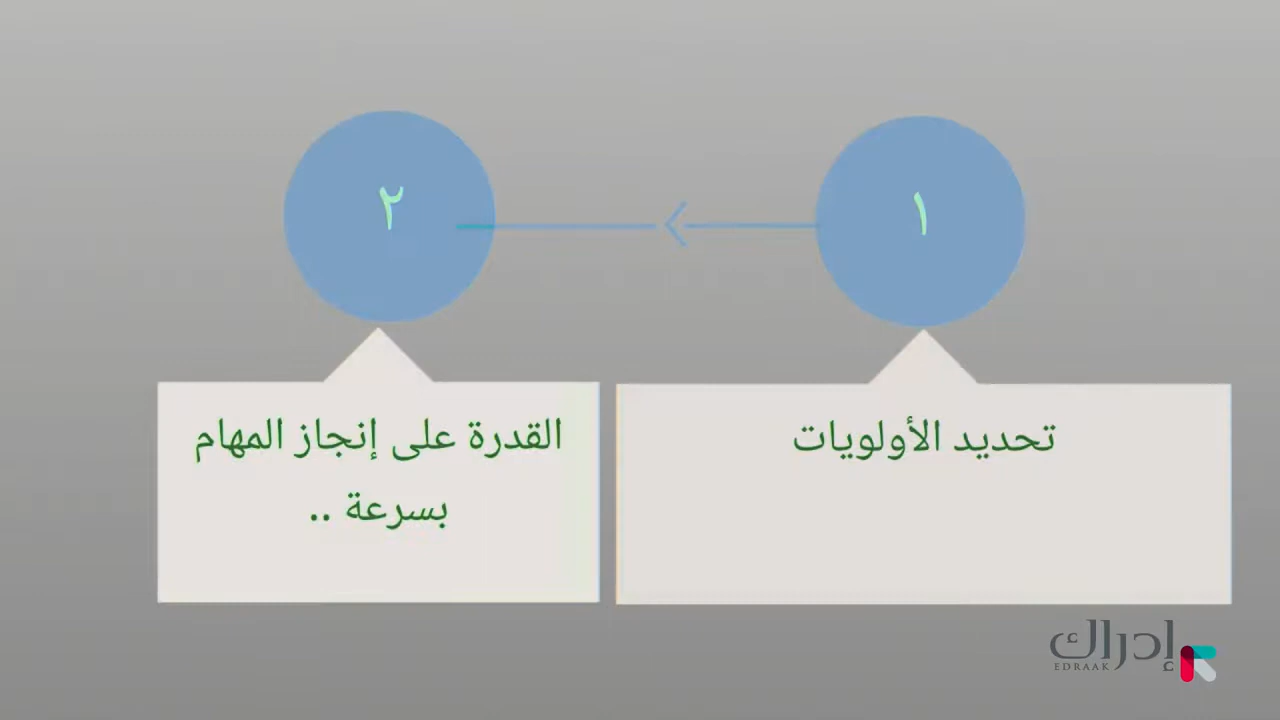 ١
٢
تحديد الأولويات
القدرة على إنجاز المهام
بسرعة ..
إدراك
EDRAAK